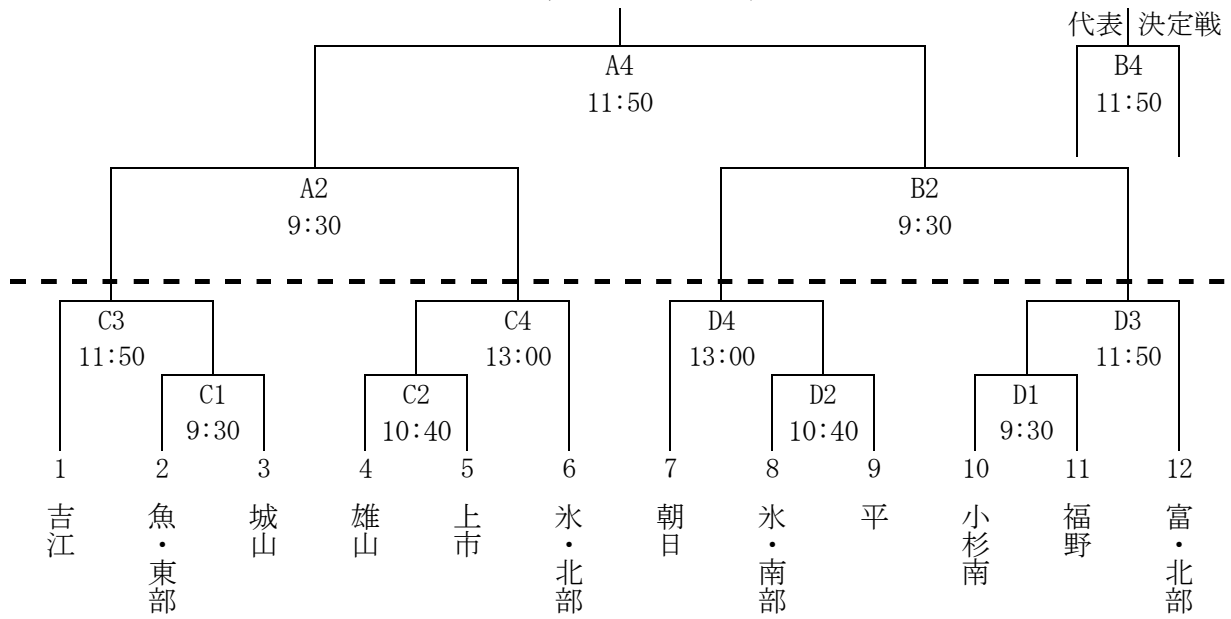 代表 決定戦
A4
B4
11:50
11:50
A2
B2
9:30
9:30
C3
C4
D4
D3
11:50
13:00
13:00
11:50
C1
C2
D2
D1
9:30
10:40
10:40
9:30
1 2 3 4 5 6 7 8 9 10 11 12
吉江
魚・東部
城山
雄山
上市
氷・北部
朝日
氷・南部
平
小杉南
福野
富・北部